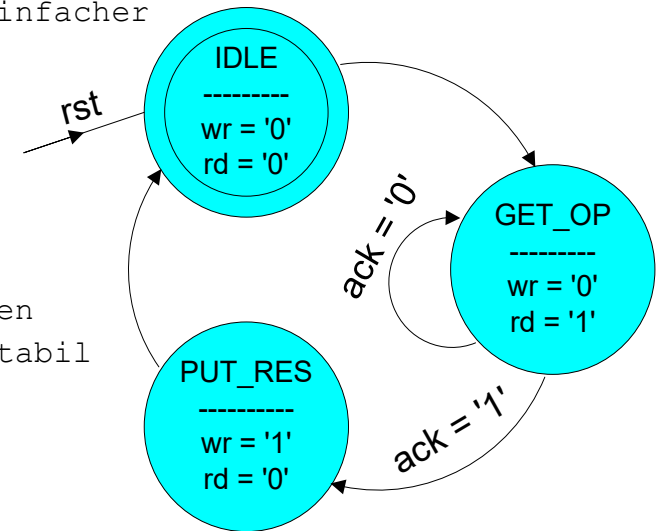 infacher
IDLE
---------
wr = '0'
rd = '0'
rst
GET_OP
---------
wr = '0'
rd = '1'
ack = '0'
en
tabil
PUT_RES
----------
wr = '1'
rd = '0'
ack = '1'